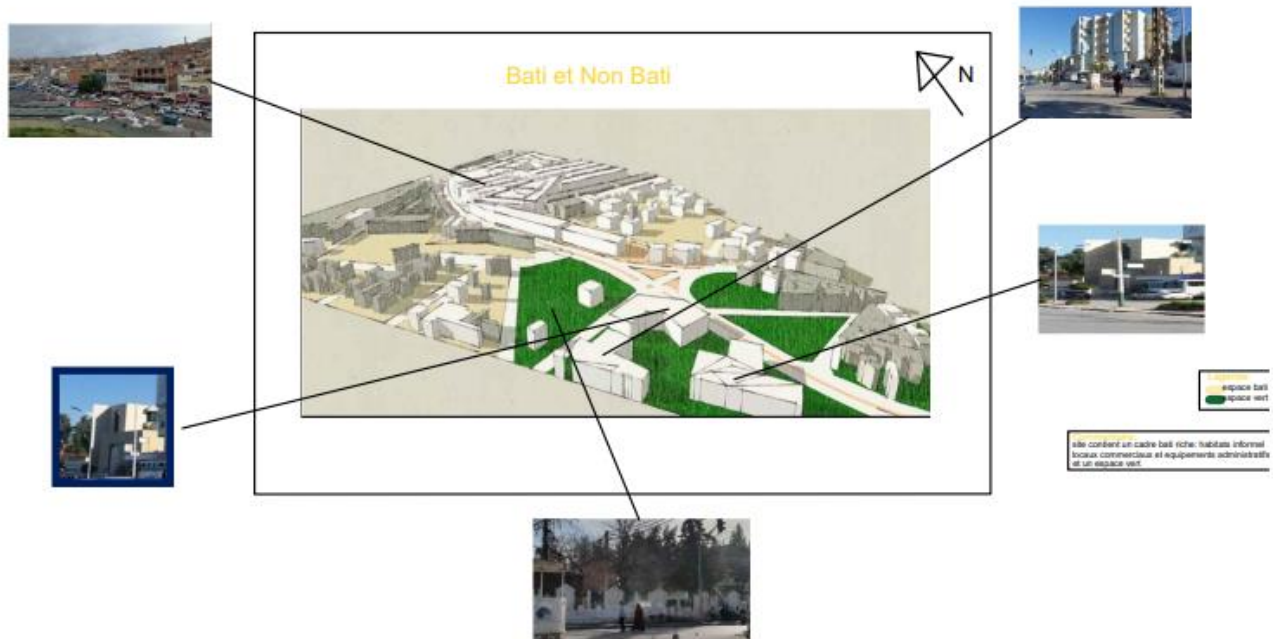 Bati et Non Bati
N
espace bati
espace vert
site contient un cadre bati riche: habitats informel
locaux commerciaux et equipements administratifs
et un espace vert